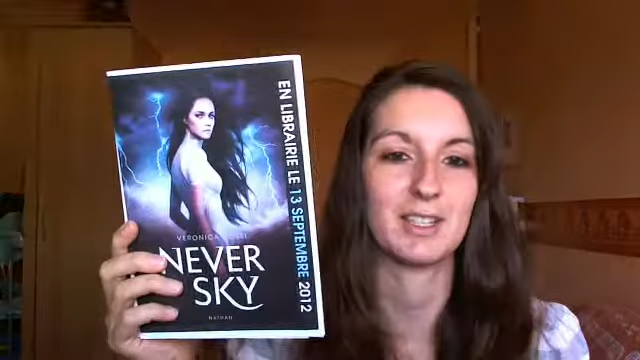 EN LIBRAIRIE LE 13 SEPTEMBRE 2012
VERONICA
NEVER
SKY
NATHAN